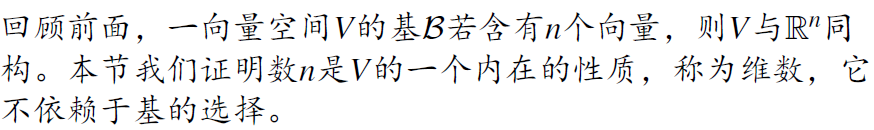 回顾前面，一向量空间V的基ℬ若含有n个向量，则V与ℝⁿ同
构。本节我们证明数n是V的一个内在的性质，称为维数，它
不依赖于基的选择。